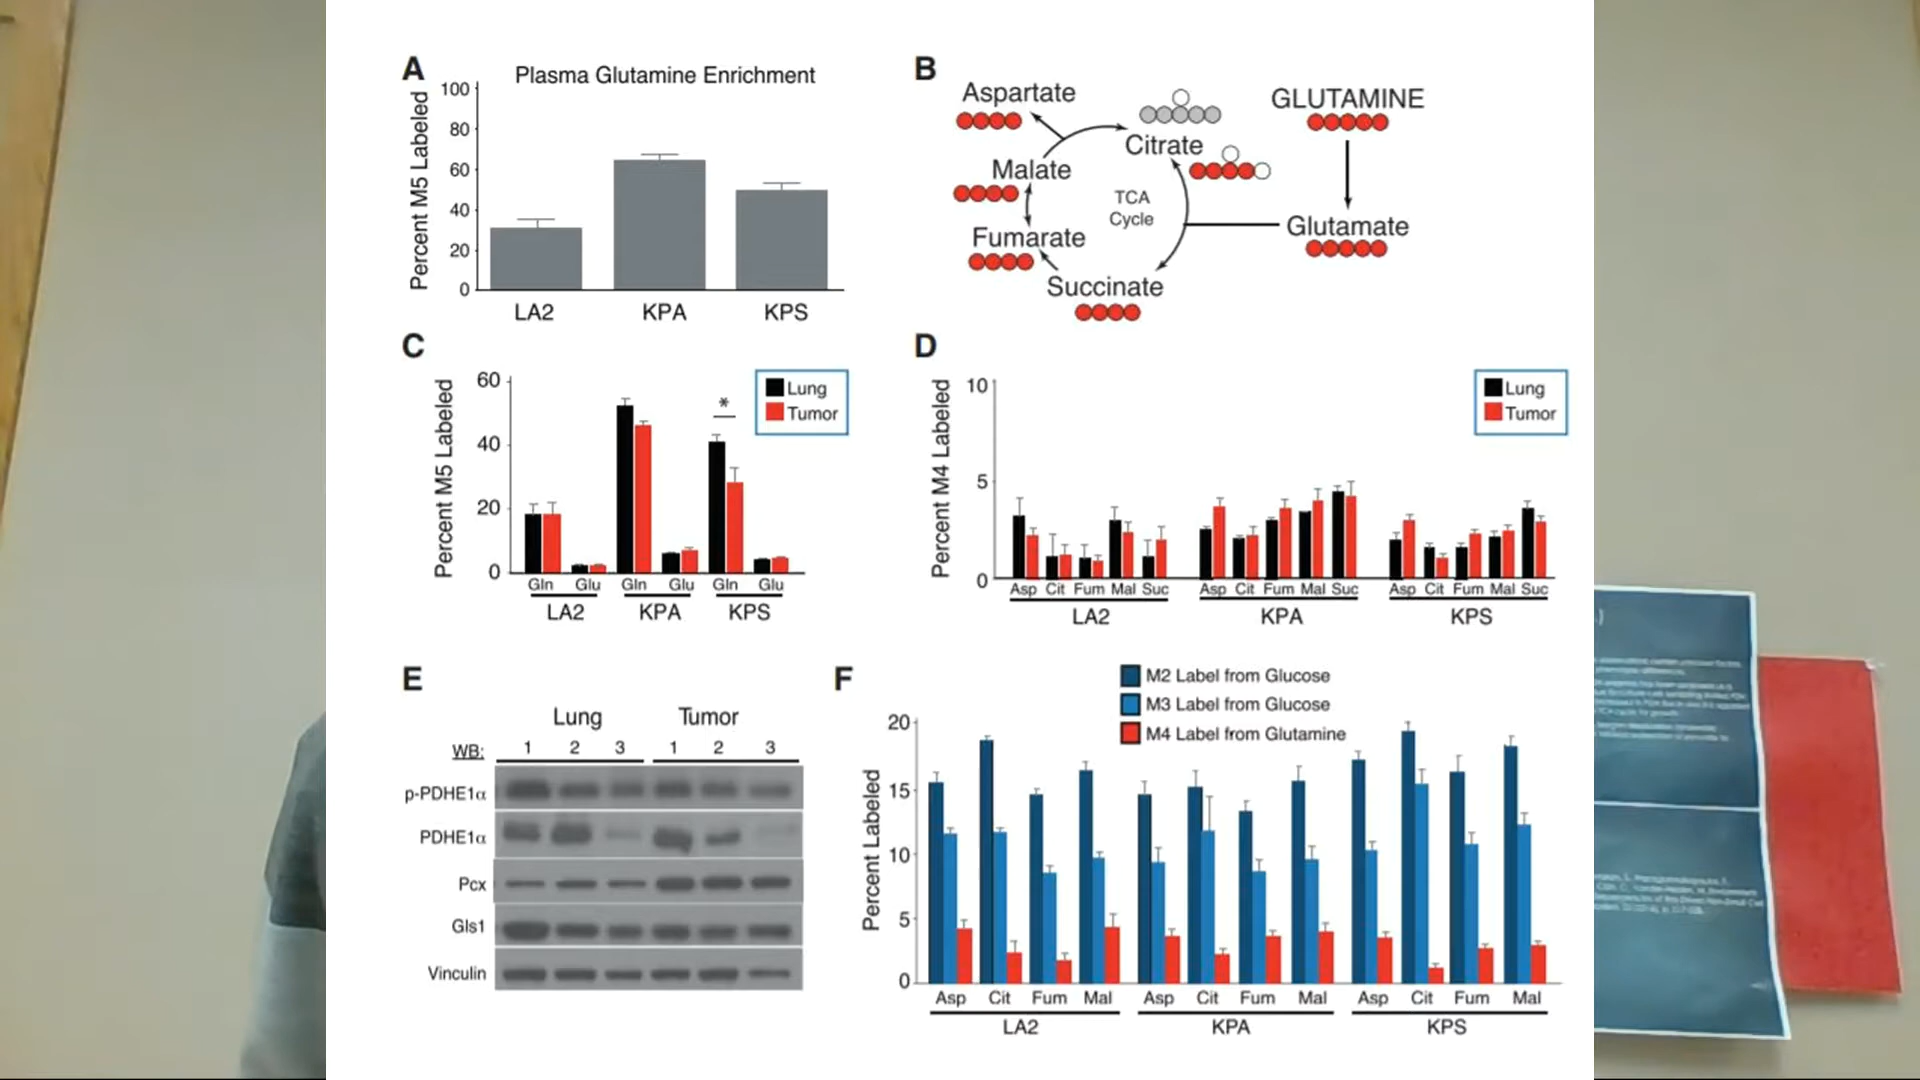 A
Plasma Glutamine Enrichment
Percent M5 Labeled
100
80
60
40
20
0
LA2 KPA KPS
B
Aspartate
GLUTAMINE
Citrate
Malate
TCA
Cycle
Fumarate
Glutamate
Succinate
C
Percent M5 Labeled
60
40
20
0
Lung
Tumor
*
Gln Glu Gln Glu Gln Glu
LA2 KPA KPS
D
Percent M4 Labeled
10
5
0
Lung
Tumor
Asp Cit Fum Mal Suc Asp Cit Fum Mal Suc Asp Cit Fum Mal Suc
LA2 KPA KPS
E
Lung Tumor
WB: 1 2 3 1 2 3
p-PDHE1α
PDHE1α
Pcx
Gls1
Vinculin
F
M2 Label from Glucose
M3 Label from Glucose
M4 Label from Glutamine
Percent Labeled
20
15
10
5
0
Asp Cit Fum Mal Asp Cit Fum Mal Asp Cit Fum Mal
LA2 KPA KPS